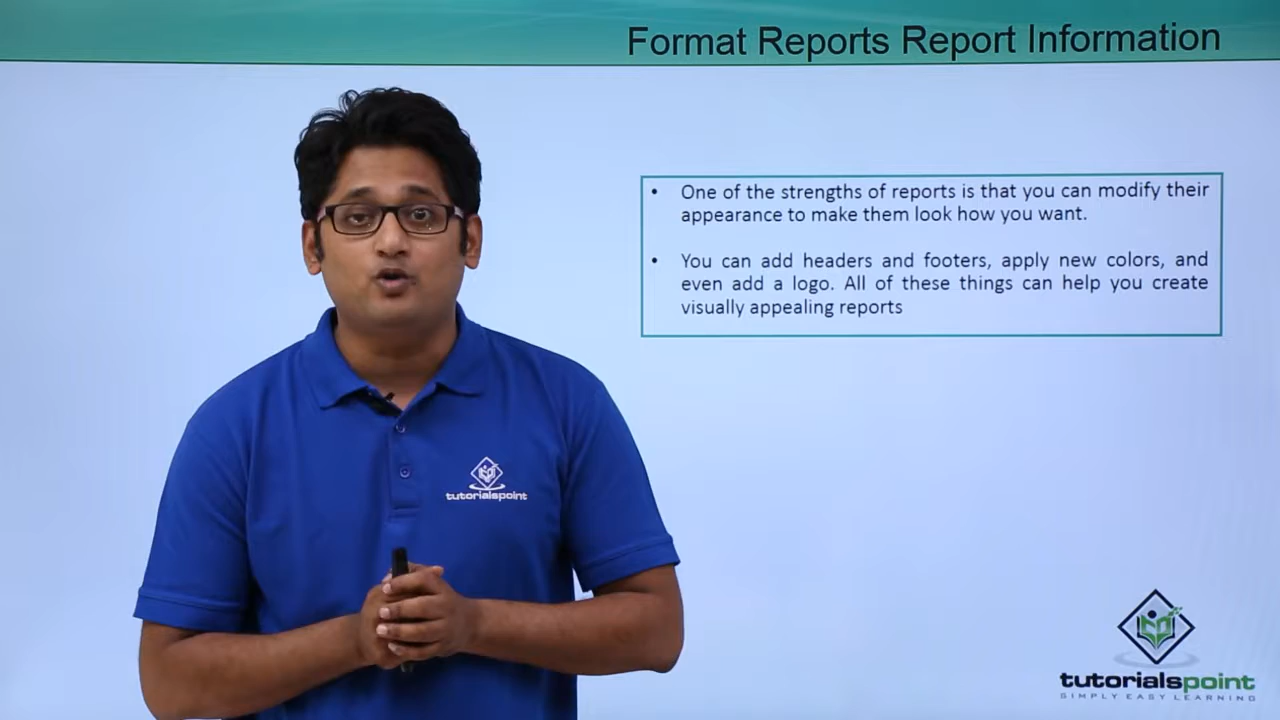 Format Reports Report Information
• One of the strengths of reports is that you can modify their
appearance to make them look how you want.
• You can add headers and footers, apply new colors, and
even add a logo. All of these things can help you create
visually appealing reports
tutorialspoint
tutorialspoint
SIMPLY EASY LEARNING